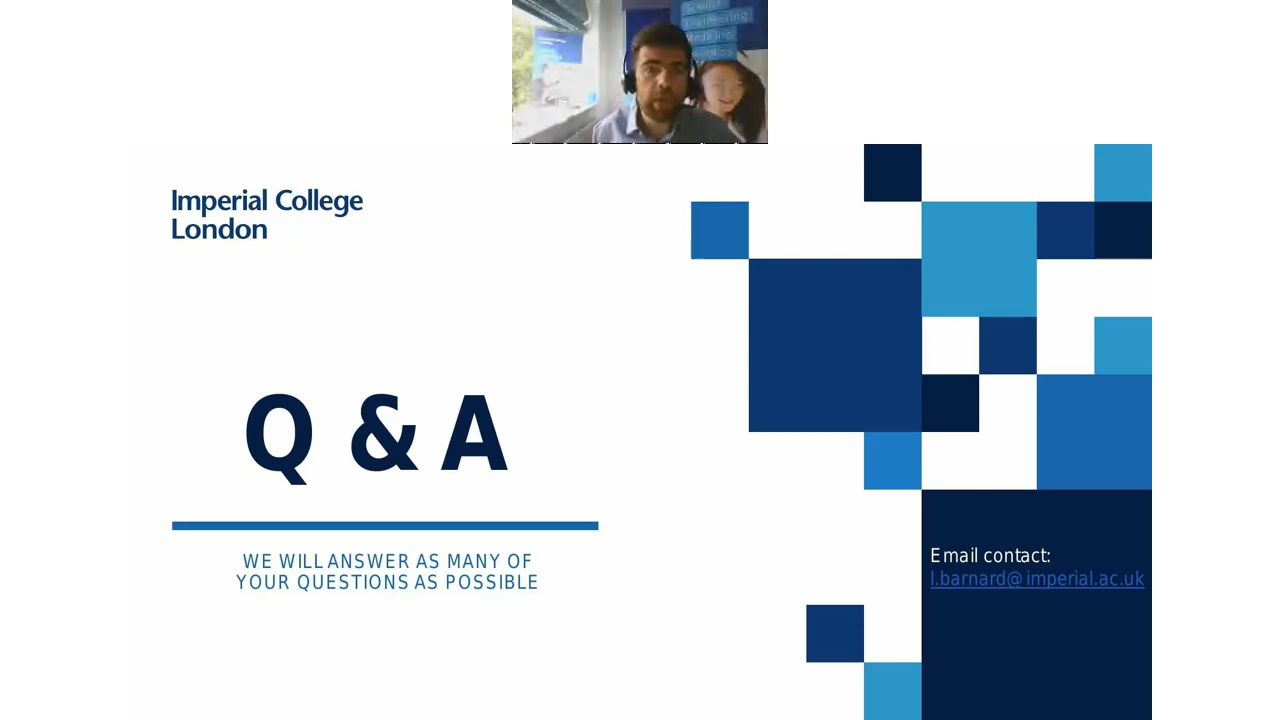 Imperial College
London
Q & A
WE WILL ANSWER AS MANY OF
YOUR QUESTIONS AS POSSIBLE
Email contact:
l.barnard@imperial.ac.uk